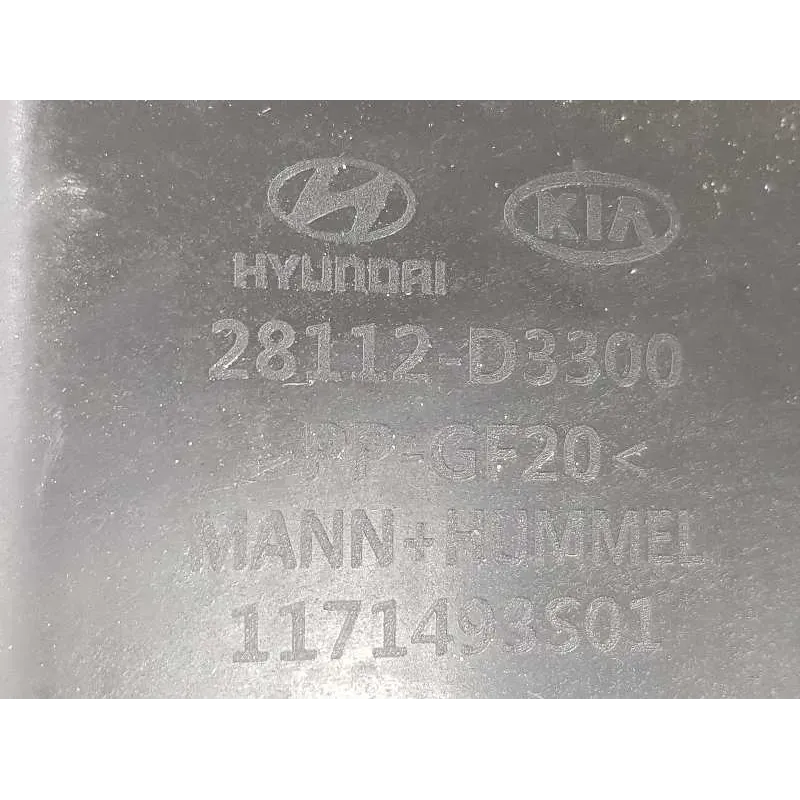 HYUNDAI KIA
28112-D3300
>PP-GF20<
MANN+HUMMEL
1171493S01